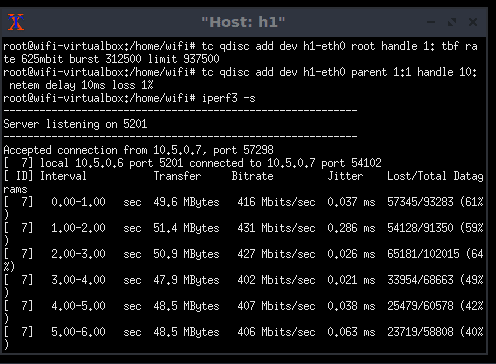 "Host: h1"
root@wifi-virtualbox:/home/wifi# tc qdisc add dev h1-eth0 root handle 1: tbf ra
te 625mbit burst 312500 limit 937500
root@wifi-virtualbox:/home/wifi# tc qdisc add dev h1-eth0 parent 1:1 handle 10:
 netem delay 10ms loss 1%
root@wifi-virtualbox:/home/wifi# iperf3 -s
-----------------------------------------------------------
Server listening on 5201
-----------------------------------------------------------
Accepted connection from 10.5.0.7, port 57298
[  7] local 10.5.0.6 port 5201 connected to 10.5.0.7 port 54102
[ ID] Interval           Transfer     Bitrate         Jitter    Lost/Total Datag
rams
[  7]   0.00-1.00   sec  49.6 MBytes   416 Mbits/sec  0.037 ms  57345/93283 (61%
)
[  7]   1.00-2.00   sec  51.4 MBytes   431 Mbits/sec  0.286 ms  54128/91350 (59%
)
[  7]   2.00-3.00   sec  50.9 MBytes   427 Mbits/sec  0.026 ms  65181/102015 (64
%)
[  7]   3.00-4.00   sec  47.9 MBytes   402 Mbits/sec  0.021 ms  33954/68663 (49%
)
[  7]   4.00-5.00   sec  48.5 MBytes   407 Mbits/sec  0.038 ms  25479/60578 (42%
)
[  7]   5.00-6.00   sec  48.5 MBytes   406 Mbits/sec  0.063 ms  23719/58808 (40%
)